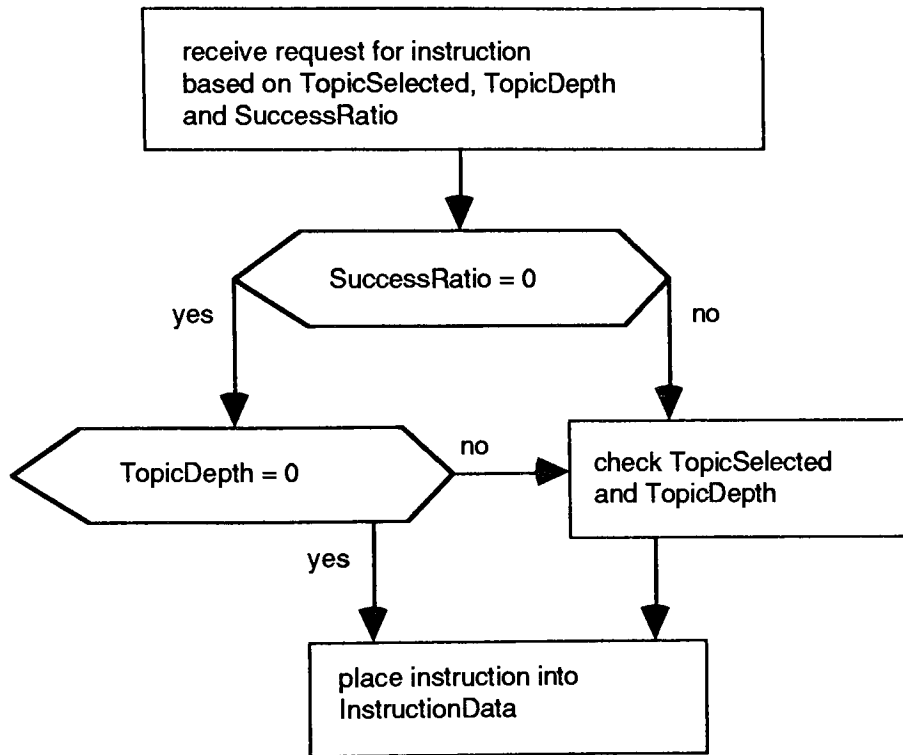 receive request for instruction
based on TopicSelected, TopicDepth
and SuccessRatio
SuccessRatio = 0
yes
no
TopicDepth = 0
no
check TopicSelected
and TopicDepth
yes
place instruction into
InstructionData